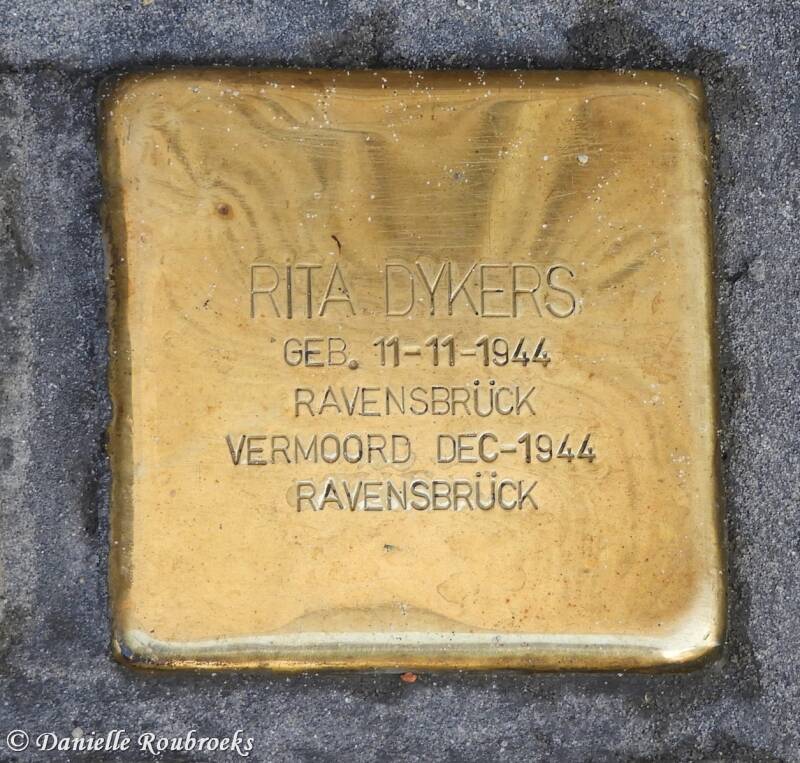 RITA DYKERS
GEB. 11-11-1944
RAVENSBRÜCK
VERMOORD DEC-1944
RAVENSBRÜCK
© Danielle Roubroeks